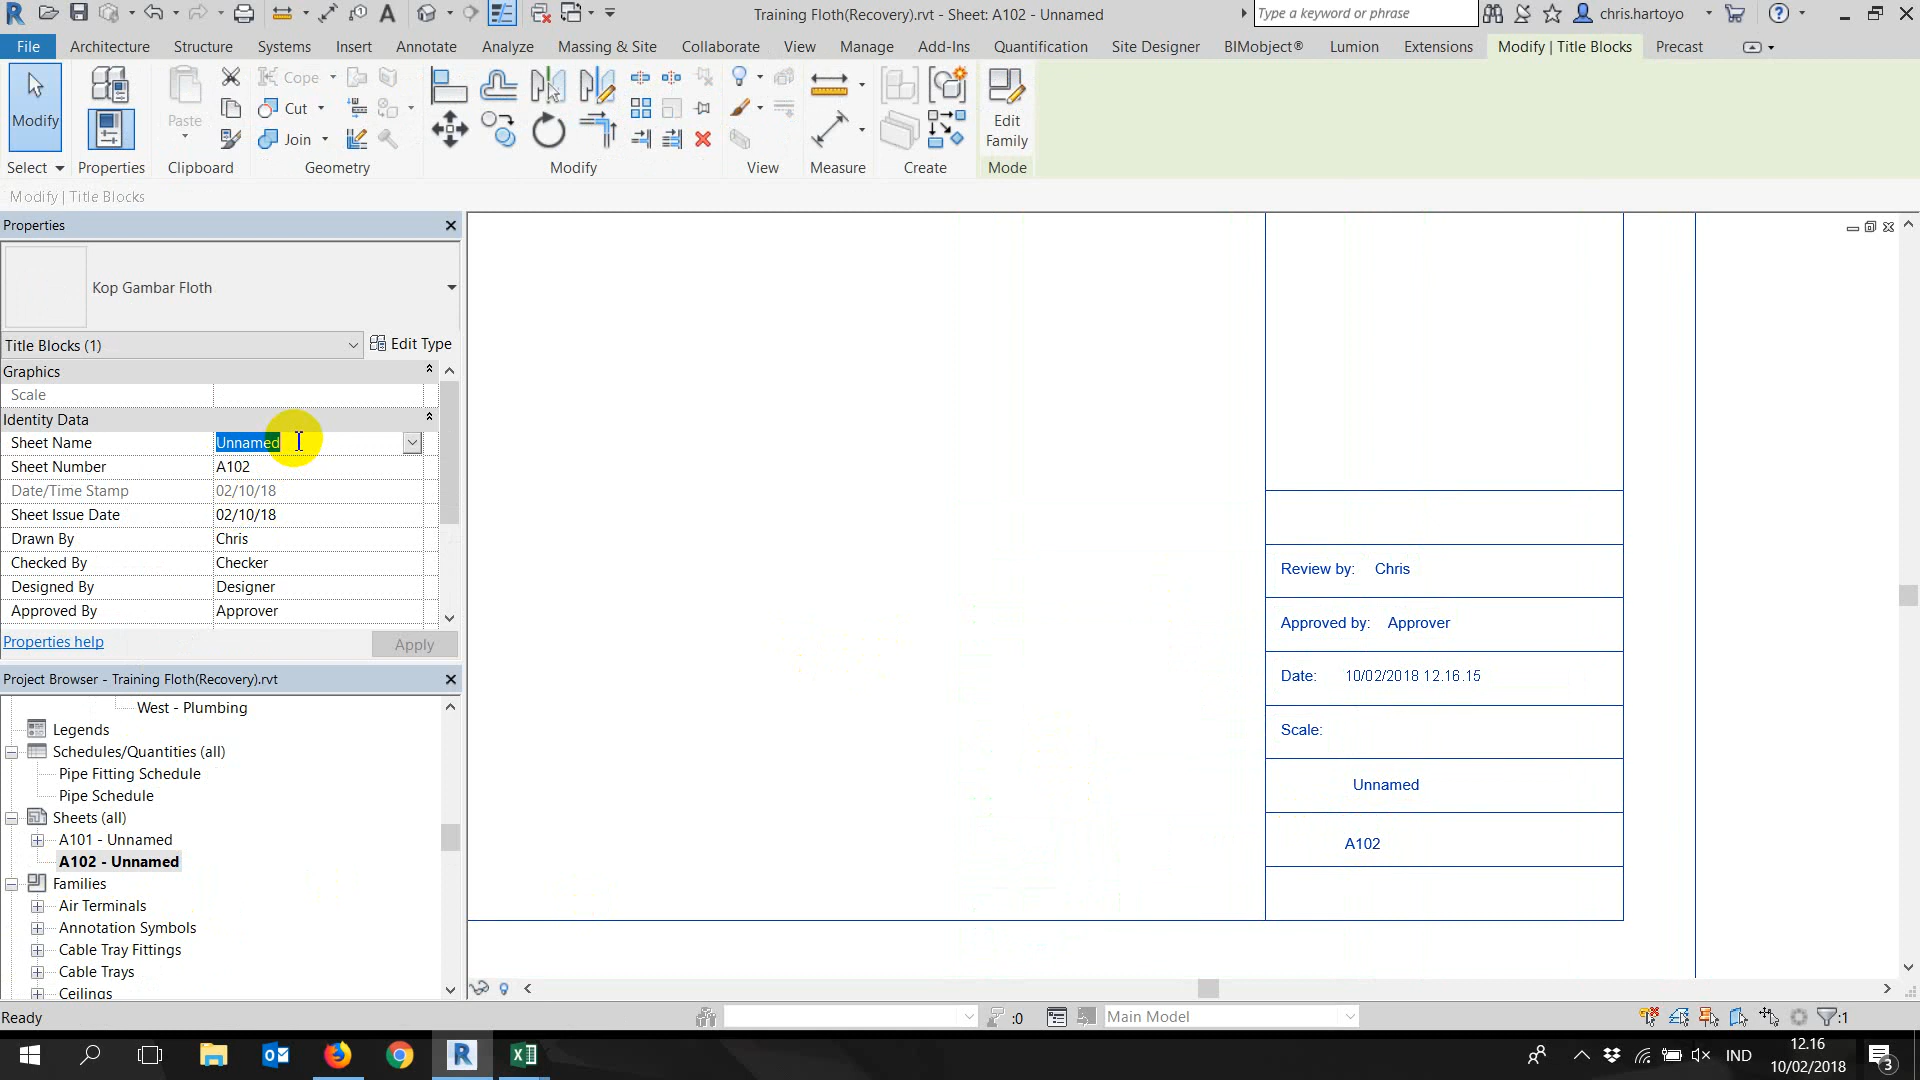 Training Floth(Recovery).rvt - Sheet: A102 - Unnamed
Type a keyword or phrase
chris.hartoyo
File Architecture Structure Systems Insert Annotate Analyze Massing & Site Collaborate View Manage Add-Ins Quantification Site Designer BIMobject® Lumion Extensions Modify | Title Blocks Precast
Modify
Paste
Cope
Cut
Join
Edit
Family
Select Properties Clipboard Geometry Modify View Measure Create Mode
Modify | Title Blocks
Properties
Kop Gambar Floth
Title Blocks (1)
Edit Type
Graphics
Scale
Identity Data
Sheet Name Unnamed
Sheet Number A102
Date/Time Stamp 02/10/18
Sheet Issue Date 02/10/18
Drawn By Chris
Checked By Checker
Designed By Designer
Approved By Approver
Properties help
Apply
Project Browser - Training Floth(Recovery).rvt
West - Plumbing
Legends
Schedules/Quantities (all)
Pipe Fitting Schedule
Pipe Schedule
Sheets (all)
A101 - Unnamed
A102 - Unnamed
Families
Air Terminals
Annotation Symbols
Cable Tray Fittings
Cable Trays
Ceilings
Review by: Chris
Approved by: Approver
Date: 10/02/2018 12.16.15
Scale:
Unnamed
A102
Ready
:0
Main Model
:1
IND
12.16
10/02/2018
3